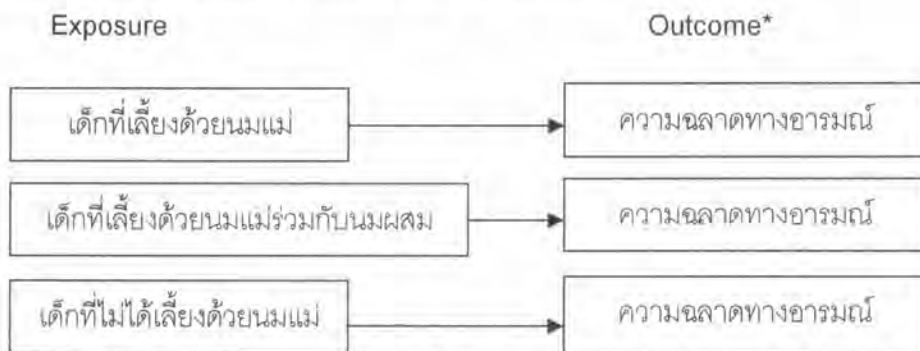 Exposure Outcome*
เด็กที่เลี้ยงด้วยนมแม่ ความฉลาดทางอารมณ์
เด็กที่เลี้ยงด้วยนมแม่ร่วมกับนมผสม ความฉลาดทางอารมณ์
เด็กที่ไม่ได้เลี้ยงด้วยนมแม่ ความฉลาดทางอารมณ์